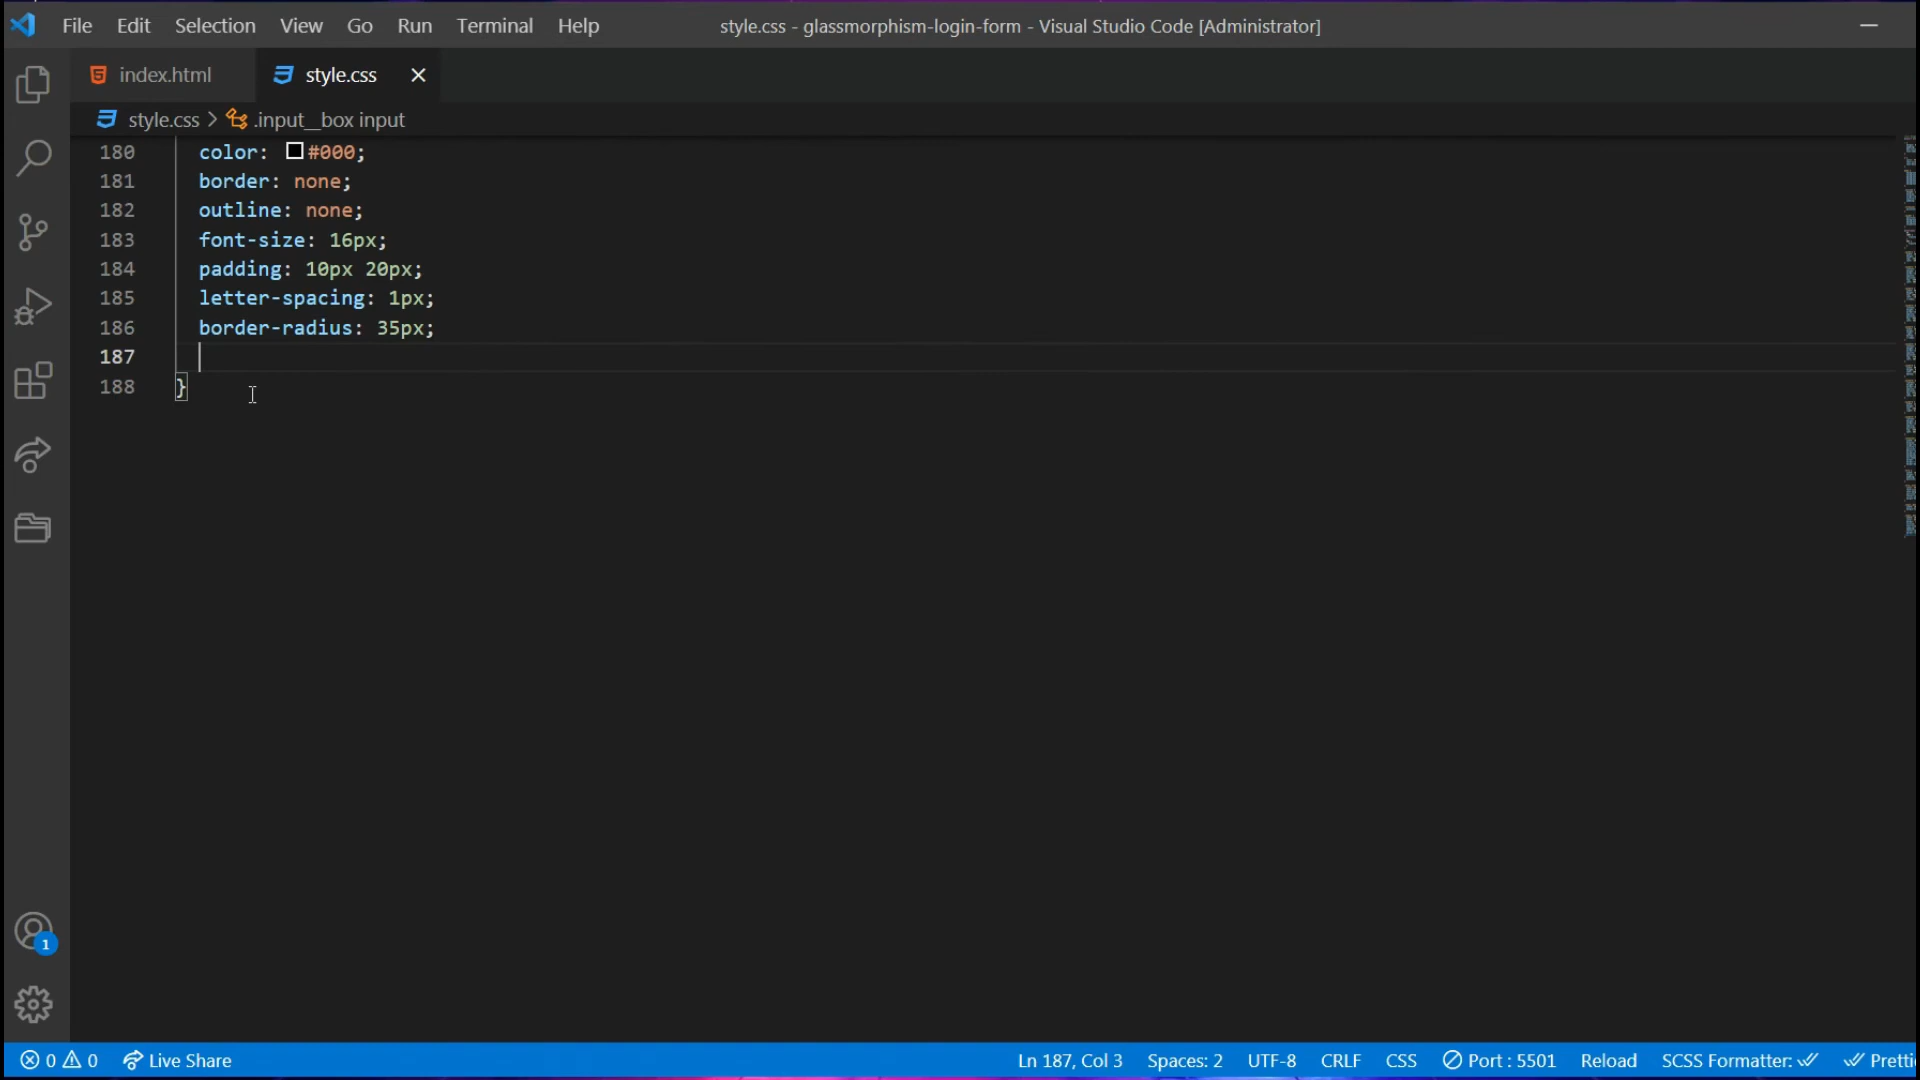 File Edit Selection View Go Run Terminal Help style.css - glassmorphism-login-form - Visual Studio Code [Administrator]
index.html style.css
style.css > .input__box input
180 color: #000;
181 border: none;
182 outline: none;
183 font-size: 16px;
184 padding: 10px 20px;
185 letter-spacing: 1px;
186 border-radius: 35px;
187
188 }
1
0 0 Live Share Ln 187, Col 3 Spaces: 2 UTF-8 CRLF CSS Port : 5501 Reload SCSS Formatter: Pretti